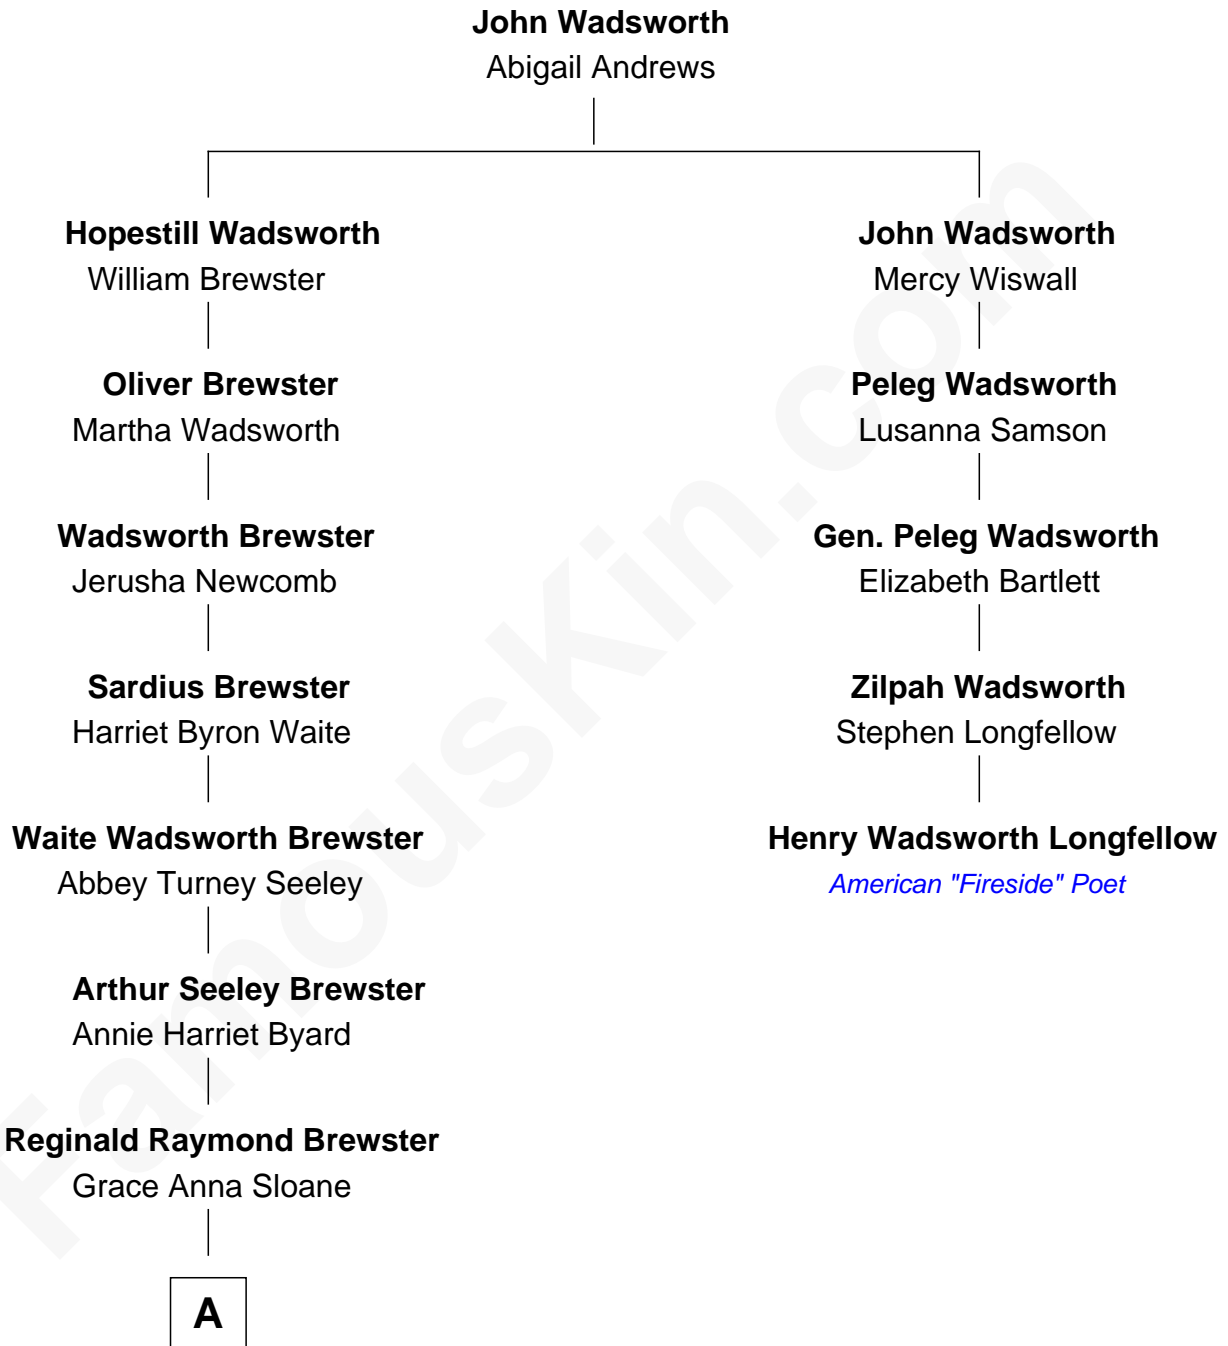 John Wadsworth
Abigail Andrews
Hopestill Wadsworth
William Brewster
John Wadsworth
Mercy Wiswall
Oliver Brewster
Martha Wadsworth
Peleg Wadsworth
Lusanna Samson
Wadsworth Brewster
Jerusha Newcomb
Gen. Peleg Wadsworth
Elizabeth Bartlett
Sardius Brewster
Harriet Byron Waite
Zilpah Wadsworth
Stephen Longfellow
Waite Wadsworth Brewster
Abbey Turney Seeley
Henry Wadsworth Longfellow
American "Fireside" Poet
Arthur Seeley Brewster
Annie Harriet Byard
Reginald Raymond Brewster
Grace Anna Sloane
A
FamousKin.com